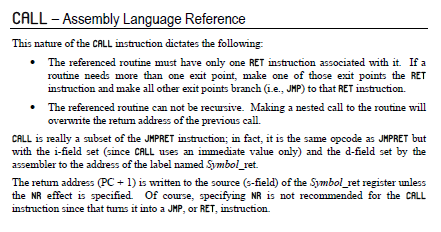 CALL – Assembly Language Reference
This nature of the CALL instruction dictates the following:
• The referenced routine must have only one RET instruction associated with it. If a
routine needs more than one exit point, make one of those exit points the RET
instruction and make all other exit points branch (i.e., JMP) to that RET instruction.
• The referenced routine can not be recursive. Making a nested call to the routine will
overwrite the return address of the previous call.
CALL is really a subset of the JMPRET instruction; in fact, it is the same opcode as JMPRET but
with the i-field set (since CALL uses an immediate value only) and the d-field set by the
assembler to the address of the label named Symbol_ret.
The return address (PC + 1) is written to the source (s-field) of the Symbol_ret register unless
the NR effect is specified. Of course, specifying NR is not recommended for the CALL
instruction since that turns it into a JMP, or RET, instruction.